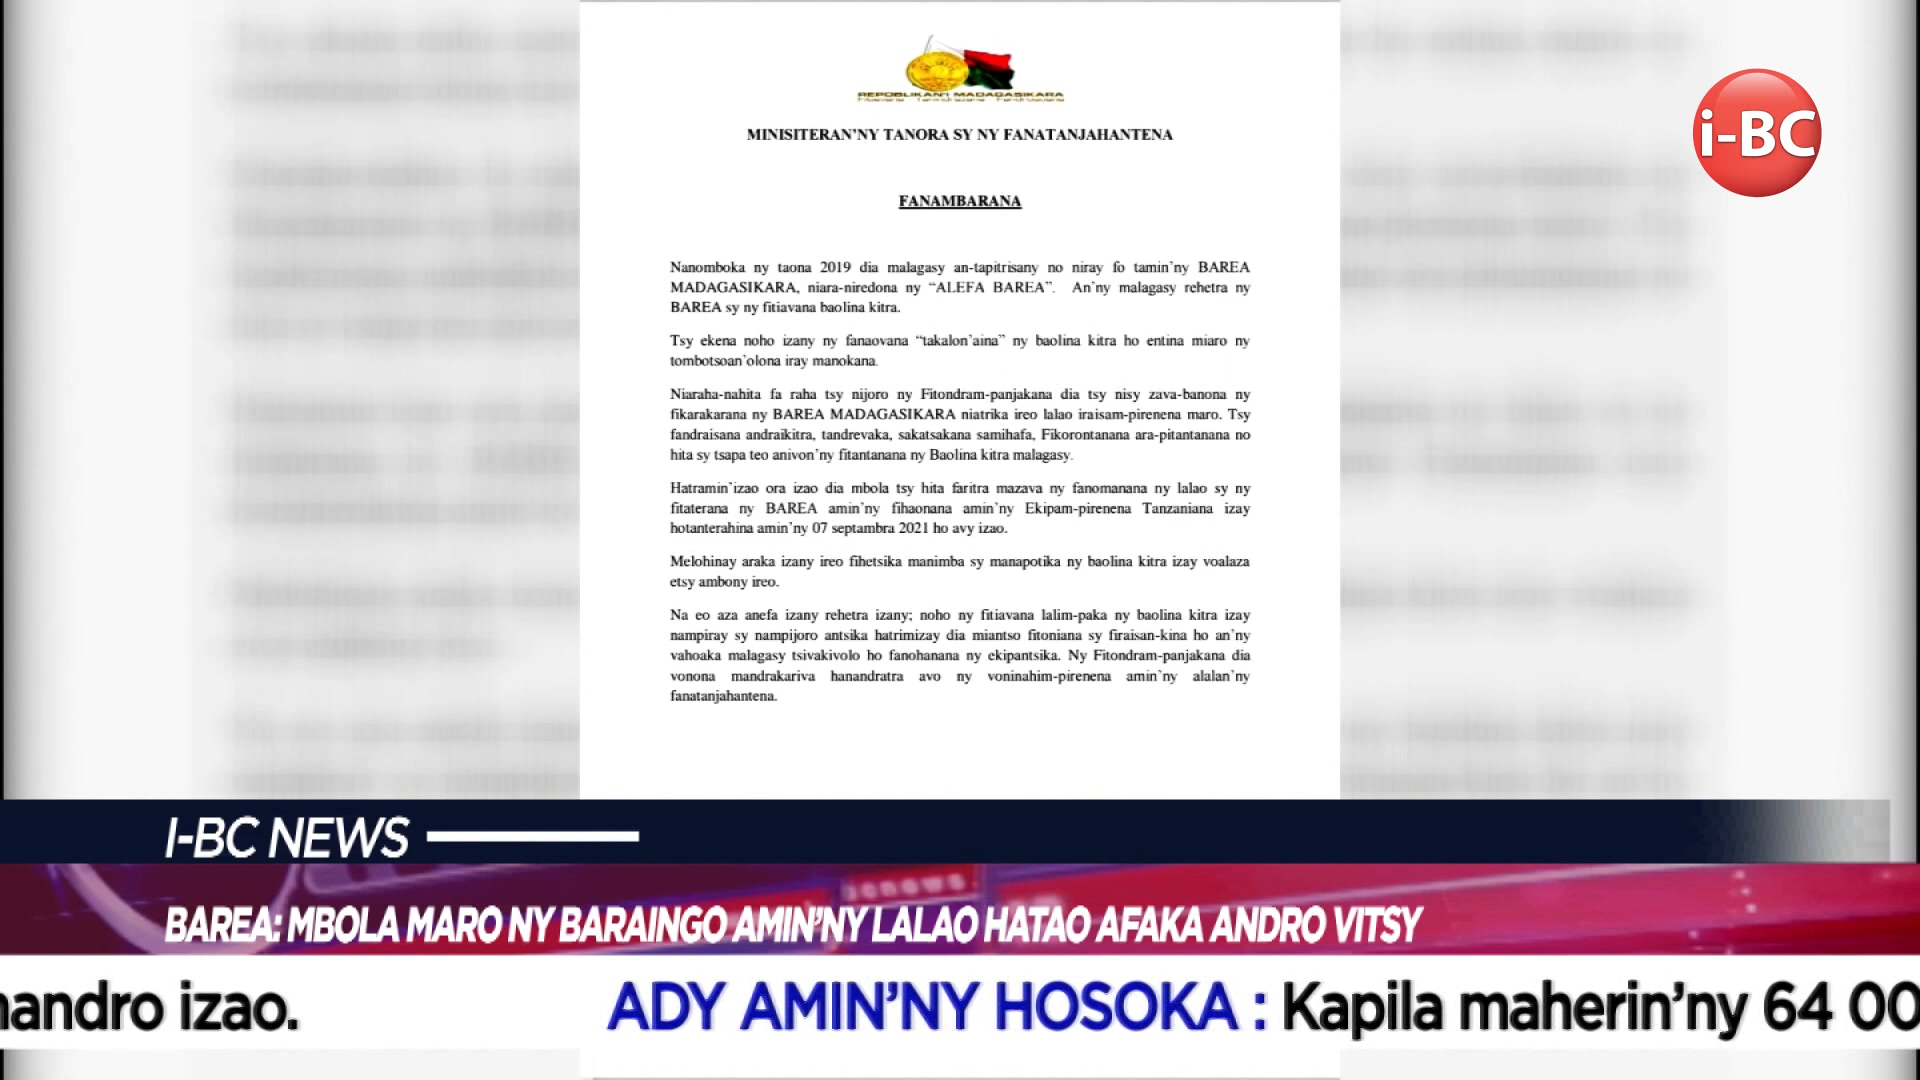 REPOBLIKAN'I MADAGASIKARA
Fitiavana - Tanindrazana - Fandrosoana
i-BC
MINISITERAN'NY TANORA SY NY FANATANJAHANTENA
FANAMBARANA
Nanomboka ny taona 2019 dia malagasy an-tapitrisany no niray fo tamin'ny BAREA
MADAGASIKARA, niara-niredona ny “ALEFA BAREA”. An'ny malagasy rehetra ny
BAREA sy ny fitiavana baolina kitra.
Tsy ekena noho izany ny fanaovana “takalon'aina” ny baolina kitra ho entina miaro ny
tombotsoan'olona iray manokana.
Niaraha-nahita fa raha tsy nijoro ny Fitondram-panjakana dia tsy nisy zava-banona ny
fikarakarana ny BAREA MADAGASIKARA niatrika ireo lalao iraisam-pirenena maro. Tsy
fandraisana andraikitra, tandrevaka, sakatsakana samihafa, Fikorontanana ara-pitantanana no
hita sy tsapa teo anivon'ny fitantanana ny Baolina kitra malagasy.
Hatramin'izao ora izao dia mbola tsy hita faritra mazava ny fanomanana ny lalao sy ny
fitaterana ny BAREA amin'ny fihaonana amin'ny Ekipam-pirenena Tanzaniana izay
hotanterahina amin'ny 07 septambra 2021 ho avy izao.
Melohinay araka izany ireo fihetsika manimba sy manapotika ny baolina kitra izay voalaza
etsy ambony ireo.
Na eo aza anefa izany rehetra izany; noho ny fitiavana lalim-paka ny baolina kitra izay
nampiray sy nampijoro antsika hatrimizay dia miantso fitoniana sy firaisan-kina ho an'ny
vahoaka malagasy tsivakivolo ho fanohanana ny ekipantsika. Ny Fitondram-panjakana dia
vonona mandrakariva hanandratra avo ny voninahim-pirenena amin'ny alalan'ny
fanatanjahantena.
I-BC NEWS
BAREA: MBOLA MARO NY BARAINGO AMIN'NY LALAO HATAO AFAKA ANDRO VITSY
nandro izao. ADY AMIN'NY HOSOKA : Kapila maherin'ny 64 00